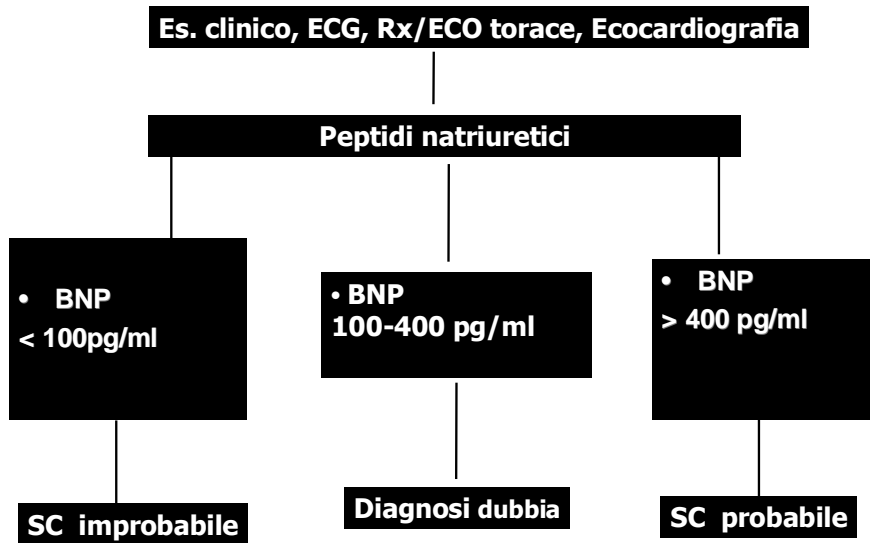 Es. clinico, ECG, Rx/ECO torace, Ecocardiografia
Peptidi natriuretici
• BNP
< 100pg/ml
• BNP
100-400 pg/ml
• BNP
> 400 pg/ml
SC improbabile
Diagnosi dubbia
SC probabile